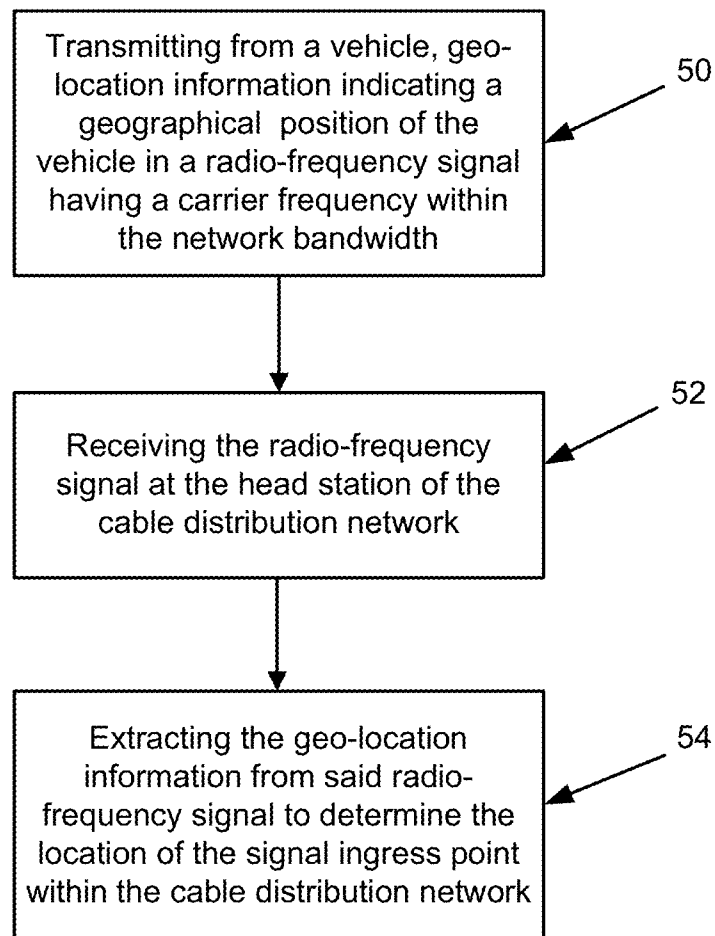 Transmitting from a vehicle, geo-
location information indicating a
geographical position of the
vehicle in a radio-frequency signal
having a carrier frequency within
the network bandwidth
50
Receiving the radio-frequency
signal at the head station of the
cable distribution network
52
Extracting the geo-location
information from said radio-
frequency signal to determine the
location of the signal ingress point
within the cable distribution network
54